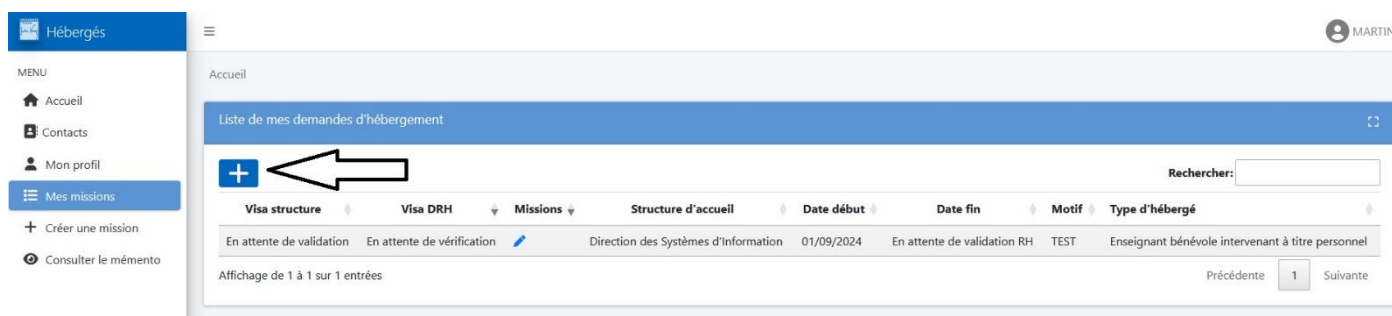 Hébergés
MARTIN
MENU
Accueil
Contacts
Mon profil
Mes missions
Créer une mission
Consulter le mémento
Accueil
Liste de mes demandes d'hébergement
Rechercher:
Visa structure Visa DRH Missions Structure d'accueil Date début Date fin Motif Type d'hébergé
En attente de validation En attente de vérification Direction des Systèmes d'Information 01/09/2024 En attente de validation RH TEST Enseignant bénévole intervenant à titre personnel
Affichage de 1 à 1 sur 1 entrées
Précédente 1 Suivante